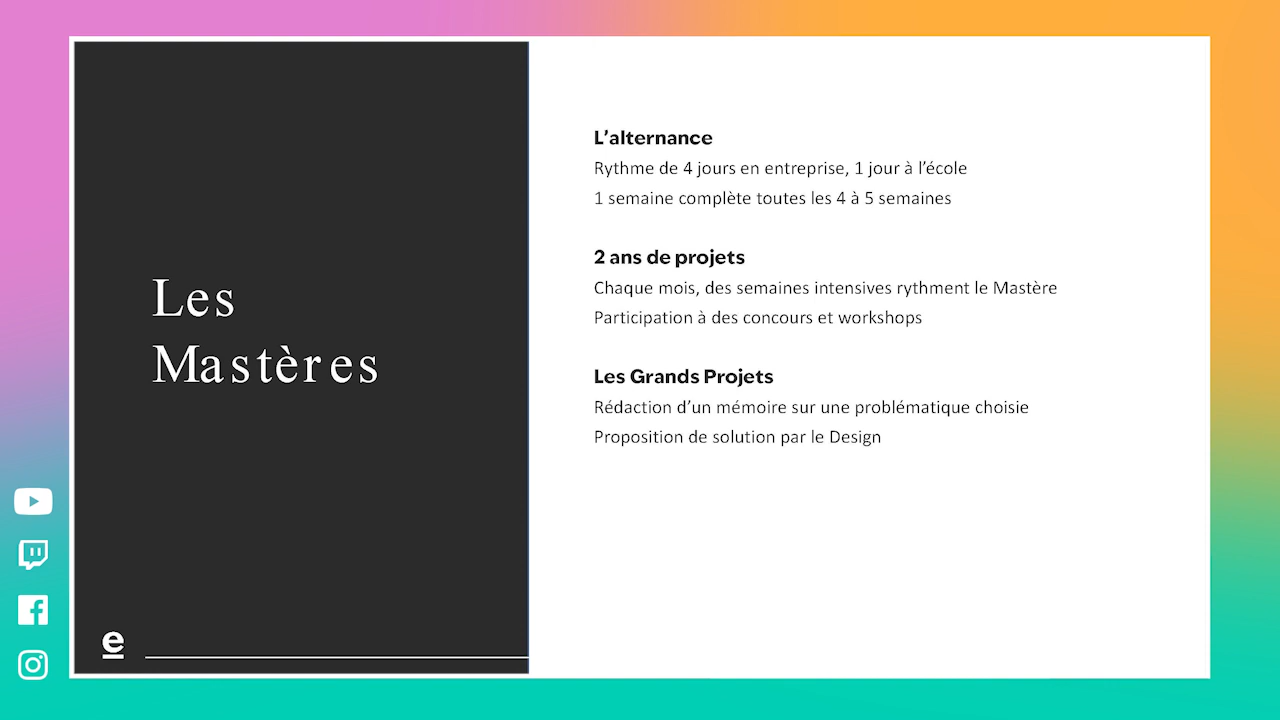 Les
Mastères
e
L'alternance
Rythme de 4 jours en entreprise, 1 jour à l'école
1 semaine complète toutes les 4 à 5 semaines
2 ans de projets
Chaque mois, des semaines intensives rythment le Mastère
Participation à des concours et workshops
Les Grands Projets
Rédaction d'un mémoire sur une problématique choisie
Proposition de solution par le Design